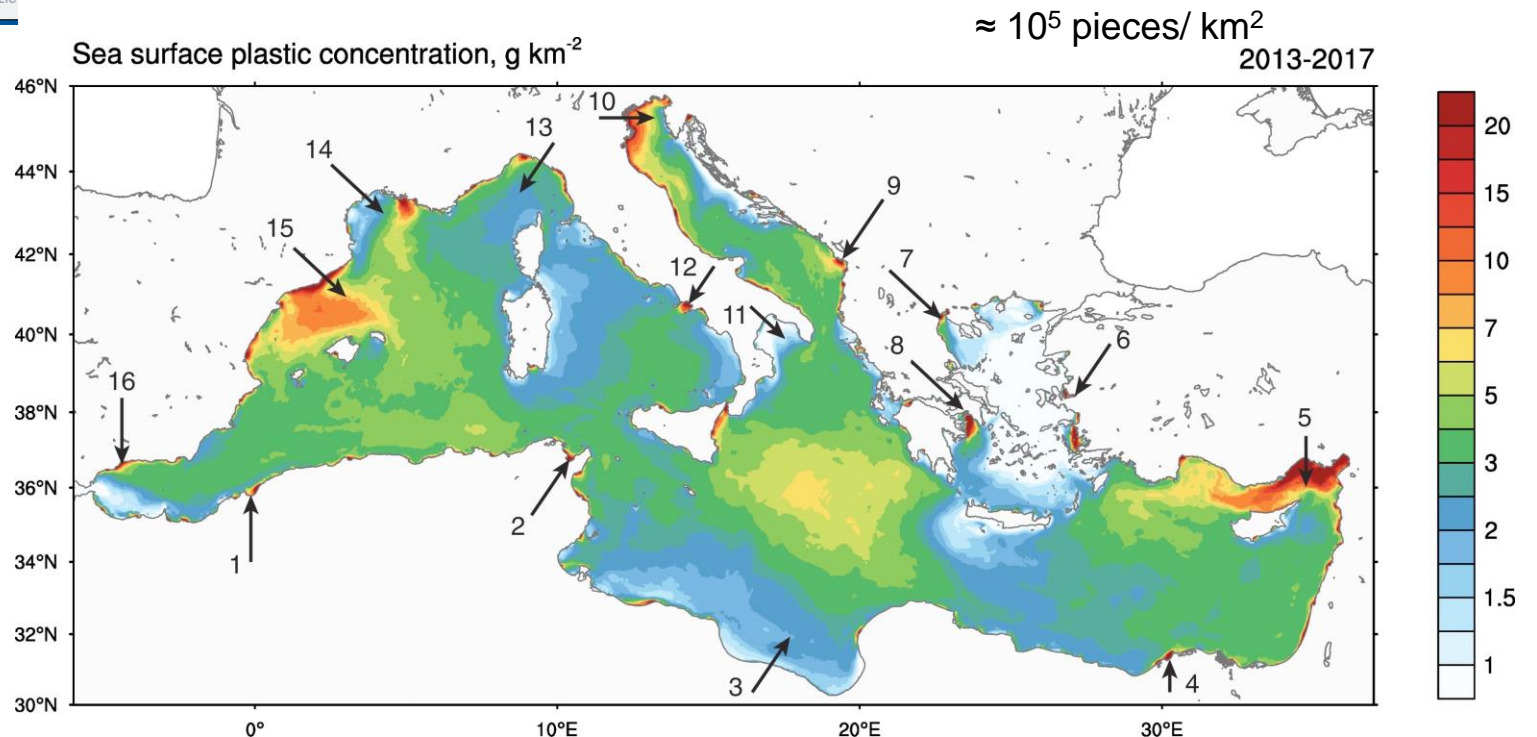 ≈ 10⁵ pieces/ km²
Sea surface plastic concentration, g km⁻²
2013-2017
46°N
44°N
42°N
40°N
38°N
36°N
34°N
32°N
30°N
0°
10°E
20°E
30°E
10
13
14
15
9
12
7
11
8
6
16
5
2
1
3
4
20
15
10
7
5
3
2
1.5
1